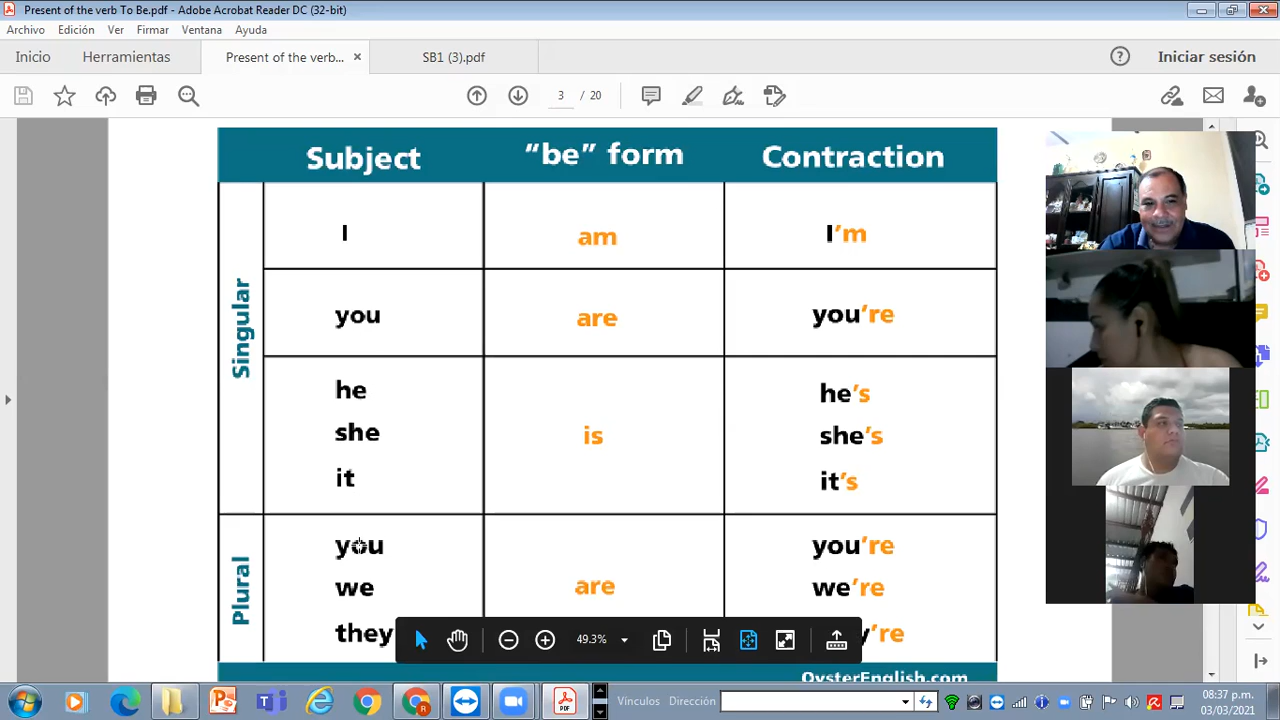 Present of the verb To Be.pdf - Adobe Acrobat Reader DC (32-bit)
Archivo Edición Ver Firmar Ventana Ayuda
Inicio Herramientas Present of the verb... × SB1 (3).pdf Iniciar sesión
3 / 20
Subject "be" form Contraction
Singular
I am I'm
you are you're
he he's
she is she's
it it's
Plural
you you're
we are we're
they y're
49.3%
OysterEnglish.com
Vínculos Dirección
08:37 p.m.
03/03/2021